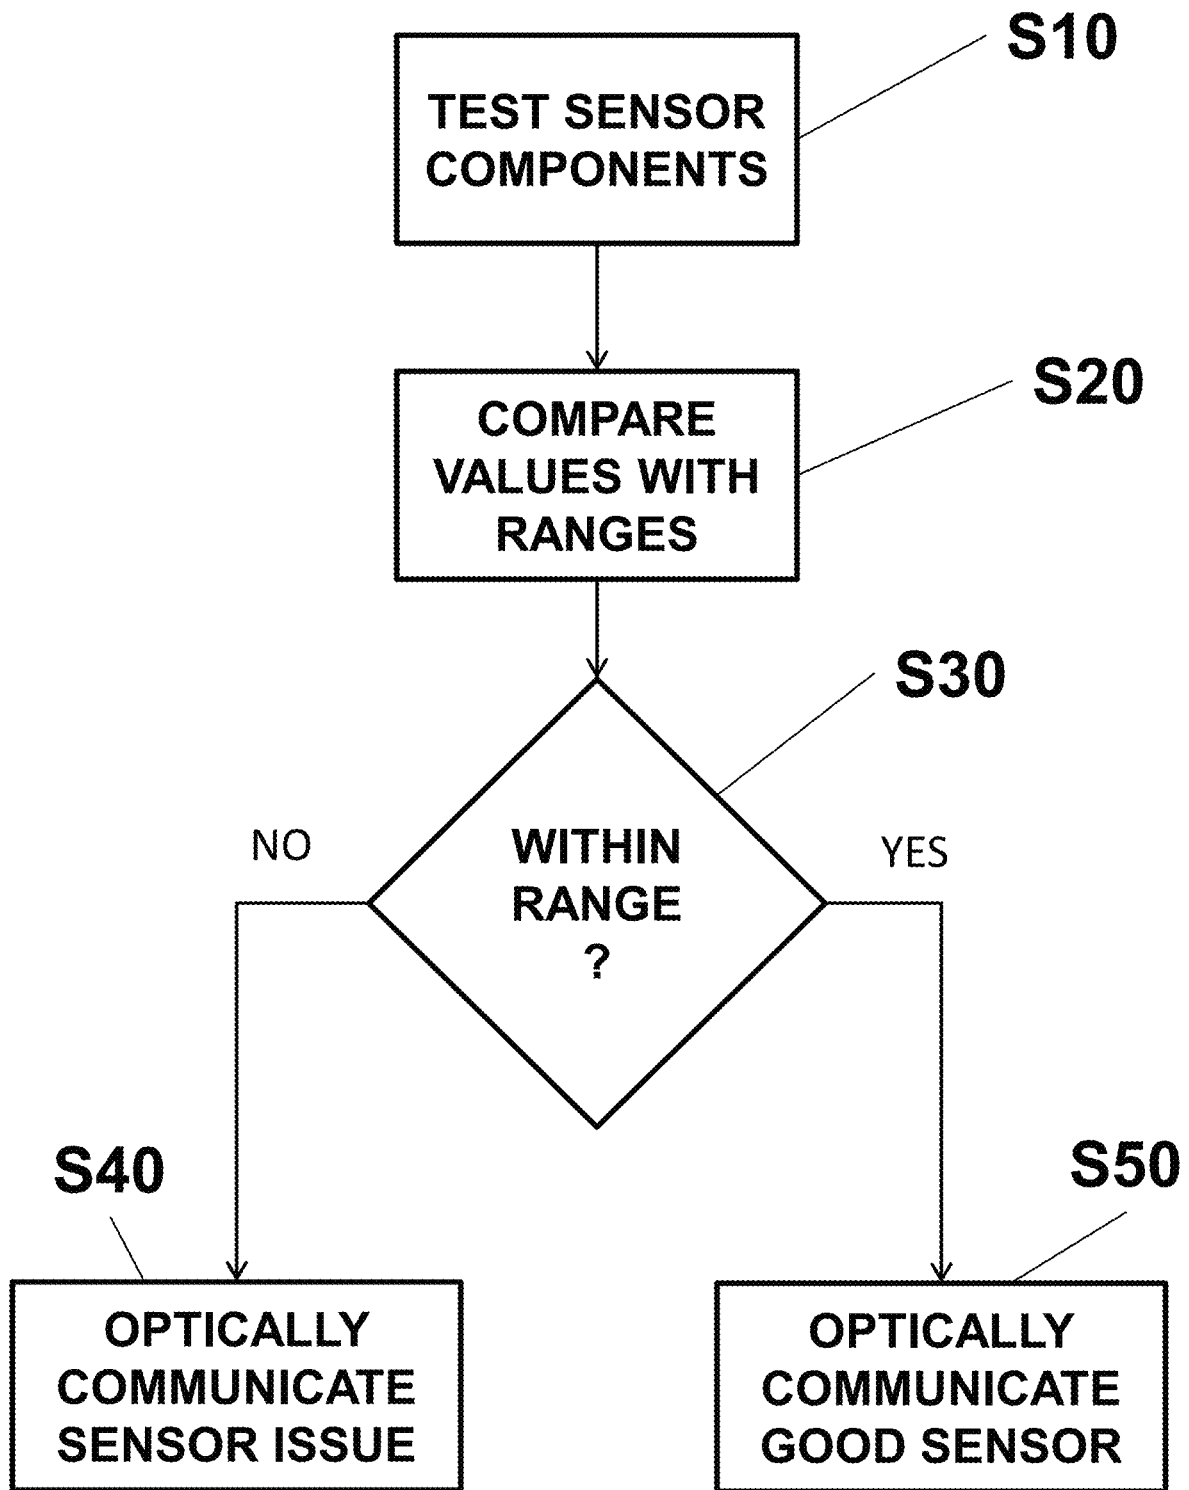 S10
TEST SENSOR
COMPONENTS
S20
COMPARE
VALUES WITH
RANGES
S30
NO
WITHIN
RANGE
?
YES
S40
OPTICALLY
COMMUNICATE
SENSOR ISSUE
S50
OPTICALLY
COMMUNICATE
GOOD SENSOR